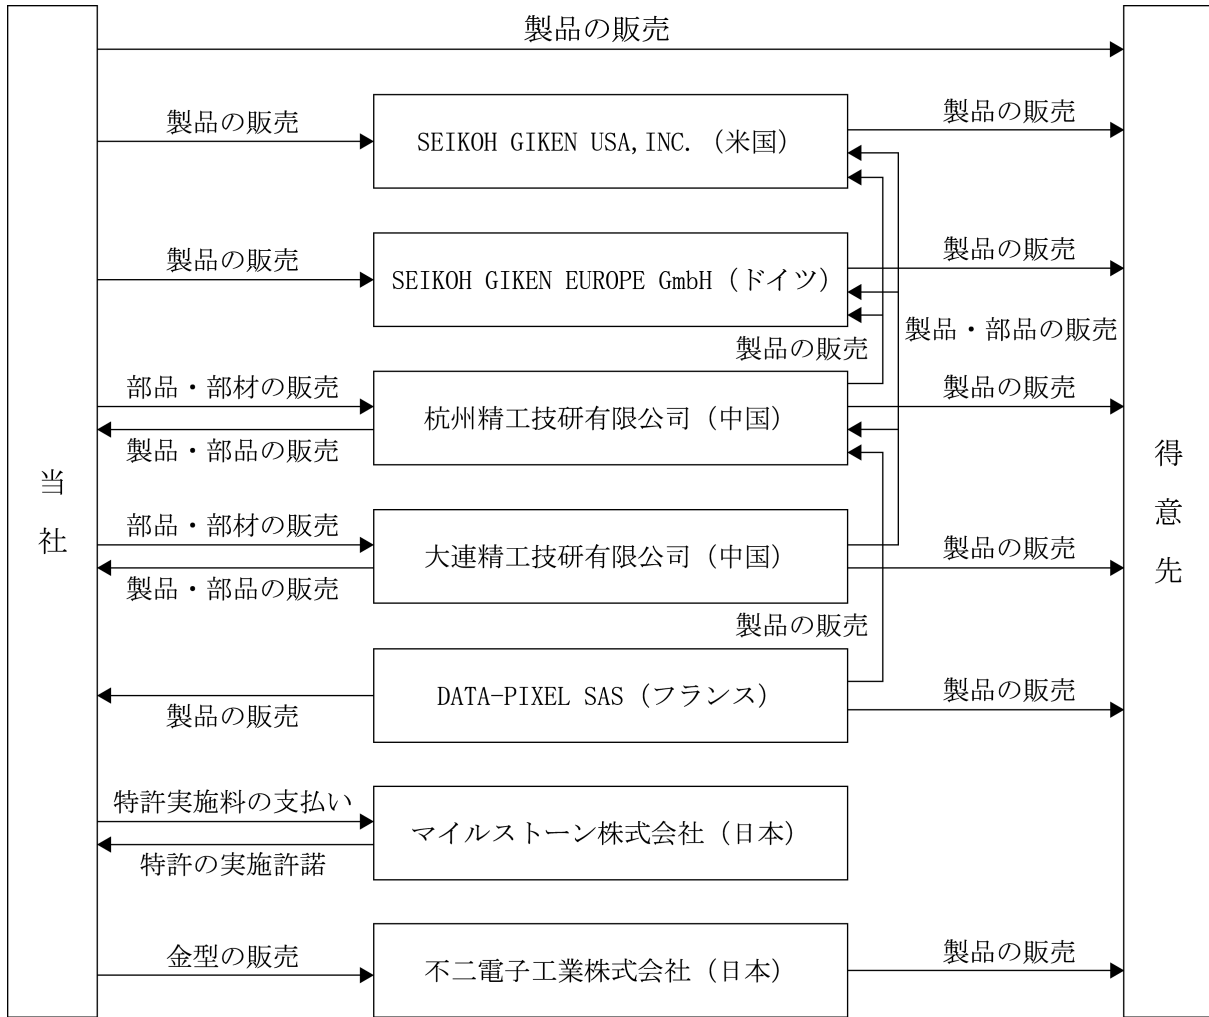 製品の販売
製品の販売
SEIKOH GIKEN USA,INC.（米国）
製品の販売
製品の販売
SEIKOH GIKEN EUROPE GmbH（ドイツ）
製品の販売
製品・部品の販売
製品の販売
部品・部材の販売
杭州精工技研有限公司（中国）
製品の販売
製品・部品の販売
当社
得意先
部品・部材の販売
大連精工技研有限公司（中国）
製品の販売
製品・部品の販売
製品の販売
DATA-PIXEL SAS（フランス）
製品の販売
製品の販売
特許実施料の支払い
マイルストーン株式会社（日本）
特許の実施許諾
金型の販売
不二電子工業株式会社（日本）
製品の販売